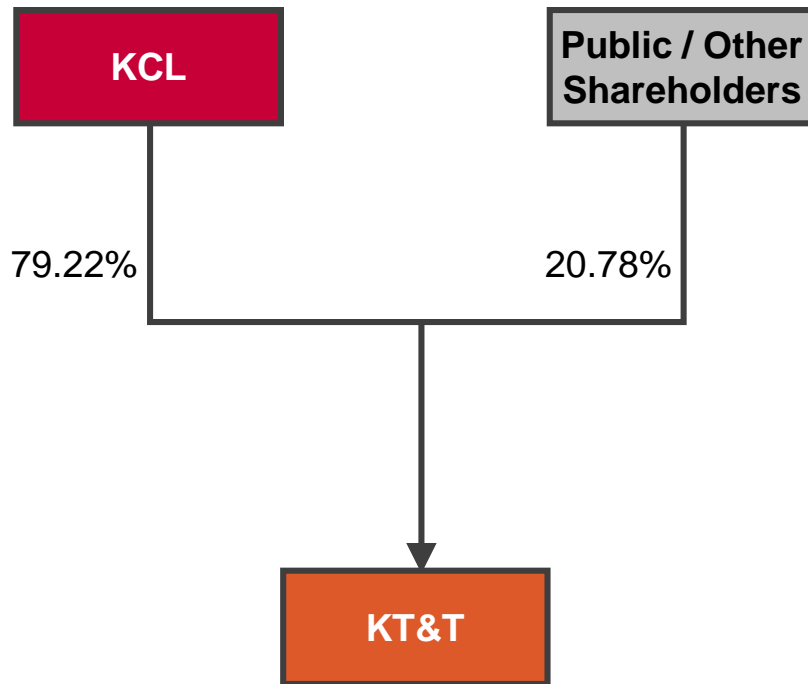 KCL
Public / Other
Shareholders
79.22%
20.78%
KT&T